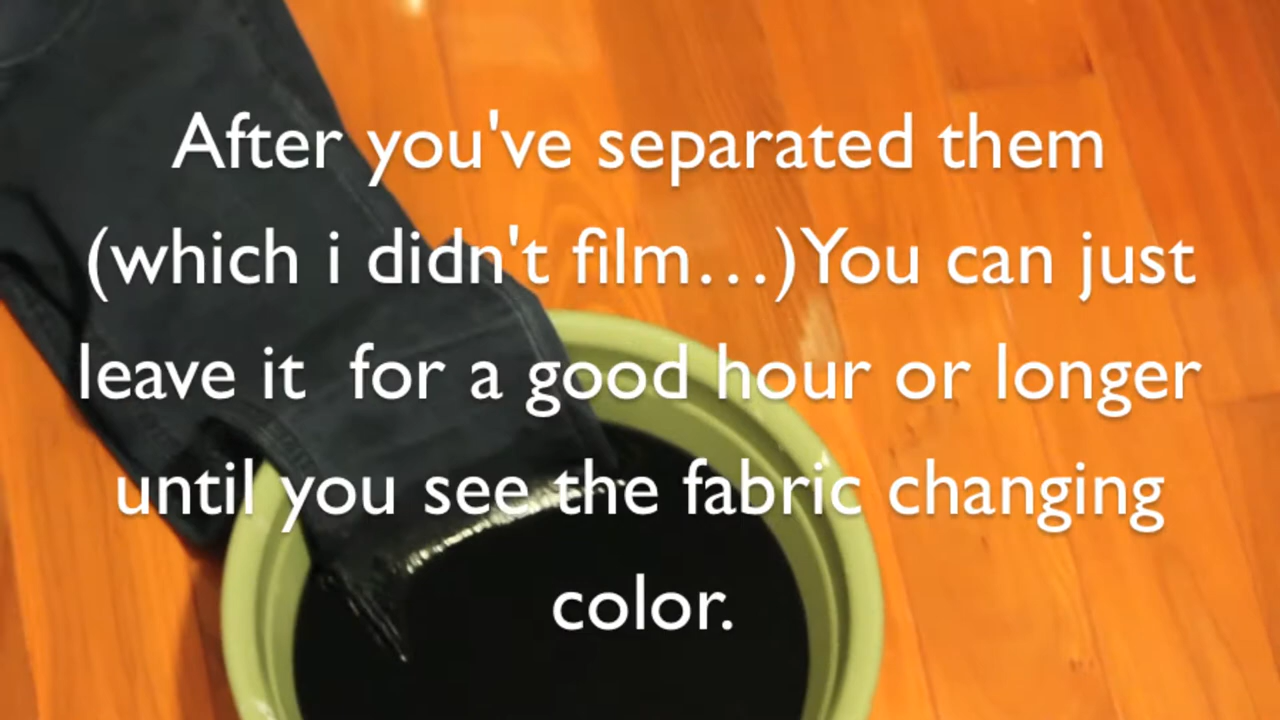 After you've separated them
(which i didn't film...)You can just
leave it  for a good hour or longer
until you see the fabric changing
color.